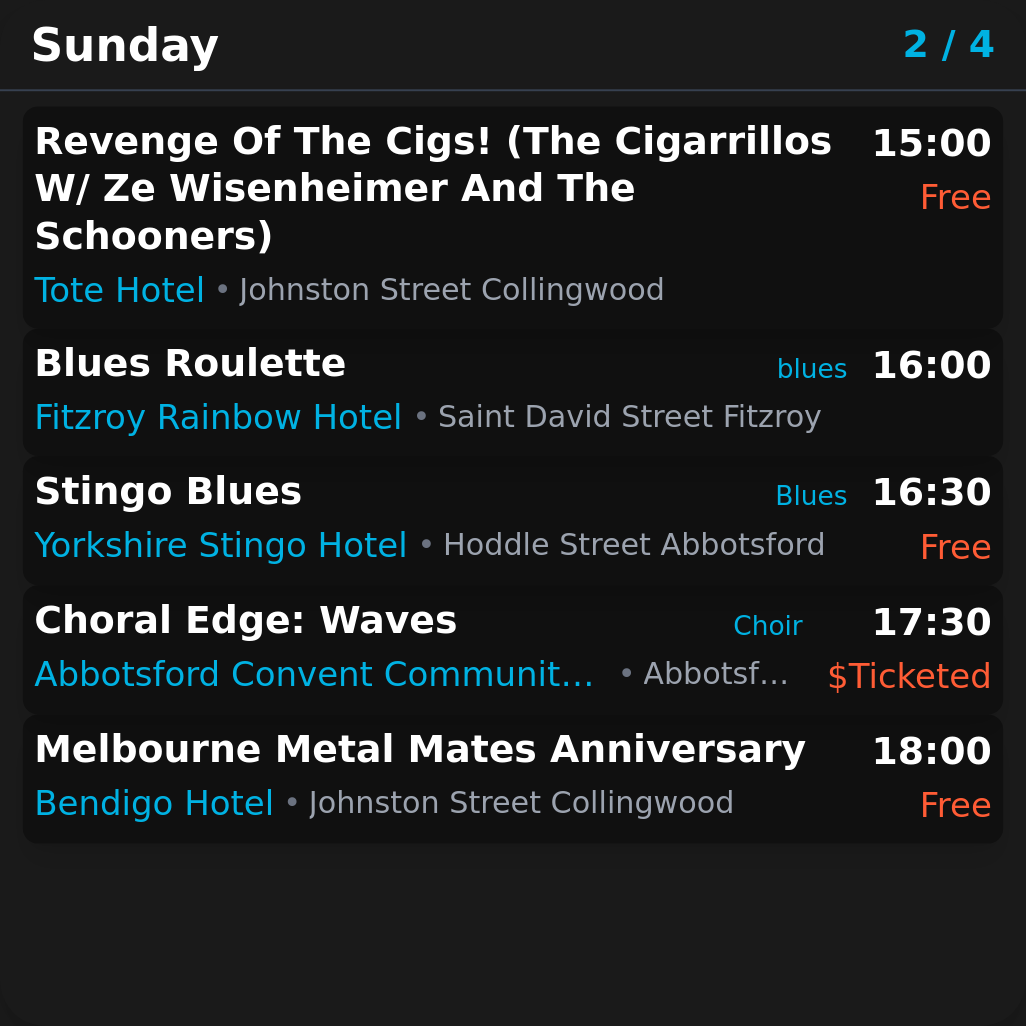 Sunday 2 / 4
Revenge Of The Cigs! (The Cigarrillos 15:00
W/ Ze Wisenheimer And The Free
Schooners)
Tote Hotel • Johnston Street Collingwood
Blues Roulette blues 16:00
Fitzroy Rainbow Hotel • Saint David Street Fitzroy
Stingo Blues Blues 16:30
Yorkshire Stingo Hotel • Hoddle Street Abbotsford Free
Choral Edge: Waves Choir 17:30
Abbotsford Convent Communit... • Abbotsf... $Ticketed
Melbourne Metal Mates Anniversary 18:00
Bendigo Hotel • Johnston Street Collingwood Free